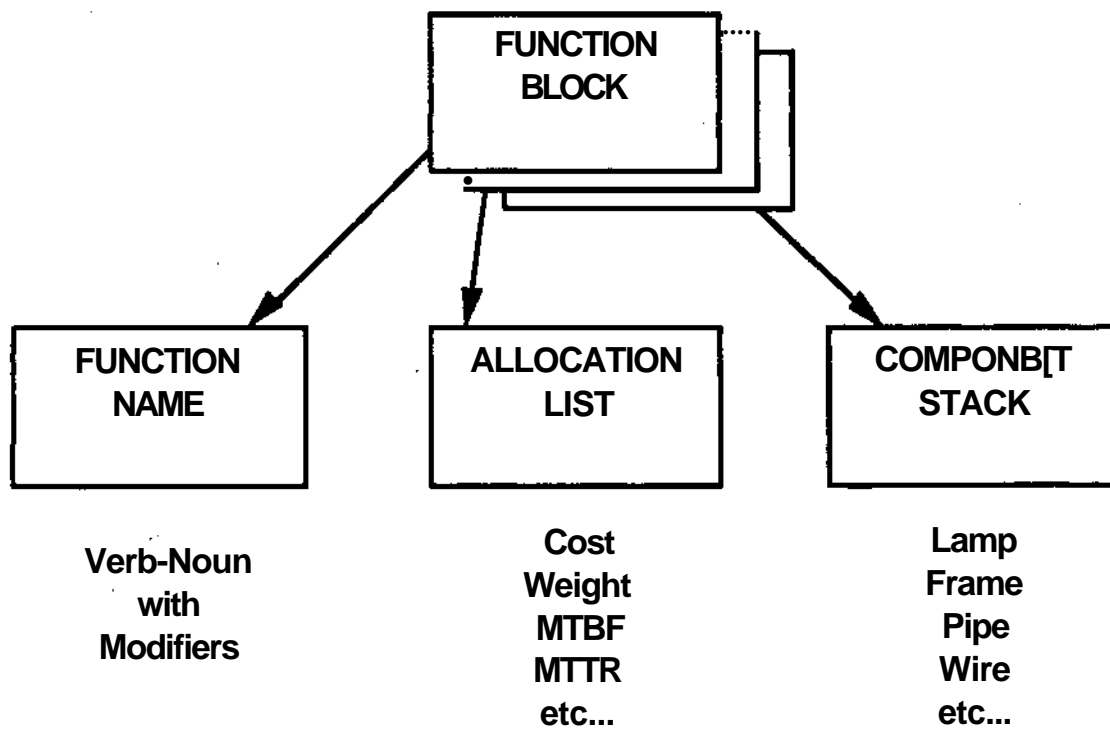 FUNCTION
BLOCK
FUNCTION
NAME
ALLOCATION
LIST
COMPONB[T
STACK
Verb-Noun
with
Modifiers
Cost
Weight
MTBF
MTTR
etc...
Lamp
Frame
Pipe
Wire
etc...